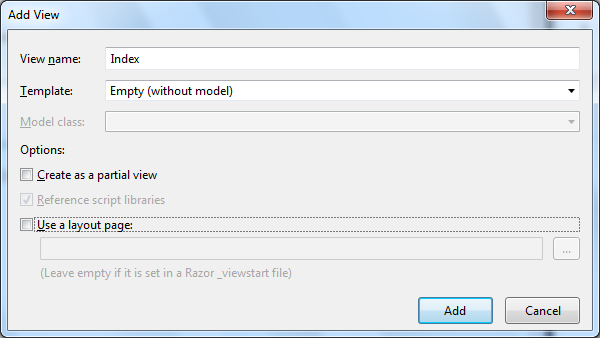 Add View
View name: Index
Template: Empty (without model)
Model class:
Options:
Create as a partial view
Reference script libraries
Use a layout page:
...
(Leave empty if it is set in a Razor _viewstart file)
Add Cancel